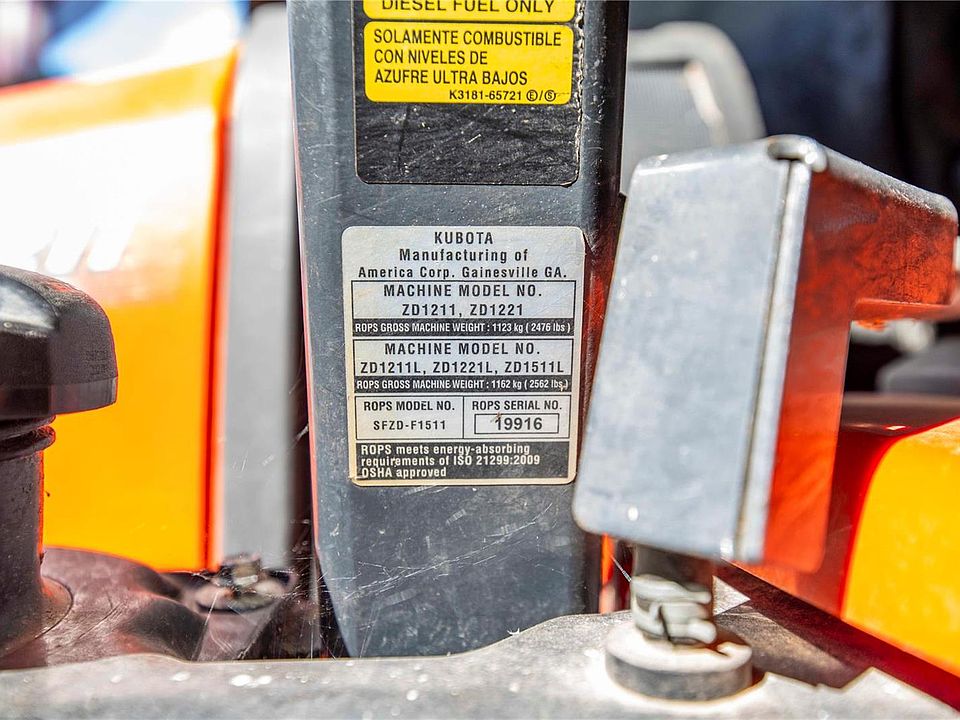 DIESEL FUEL ONLY
SOLAMENTE COMBUSTIBLE
CON NIVELES DE
AZUFRE ULTRA BAJOS
K3181-65721 Ⓔ/Ⓢ
KUBOTA
Manufacturing of
America Corp. Gainesville GA.
MACHINE MODEL NO.
ZD1211, ZD1221
ROPS GROSS MACHINE WEIGHT : 1123 kg ( 2476 lbs )
MACHINE MODEL NO.
ZD1211L, ZD1221L, ZD1511L
ROPS GROSS MACHINE WEIGHT : 1162 kg ( 2562 lbs )
ROPS MODEL NO. ROPS SERIAL NO.
SFZD-F1511 19916
ROPS meets energy-absorbing
requirements of ISO 21299:2009
OSHA approved